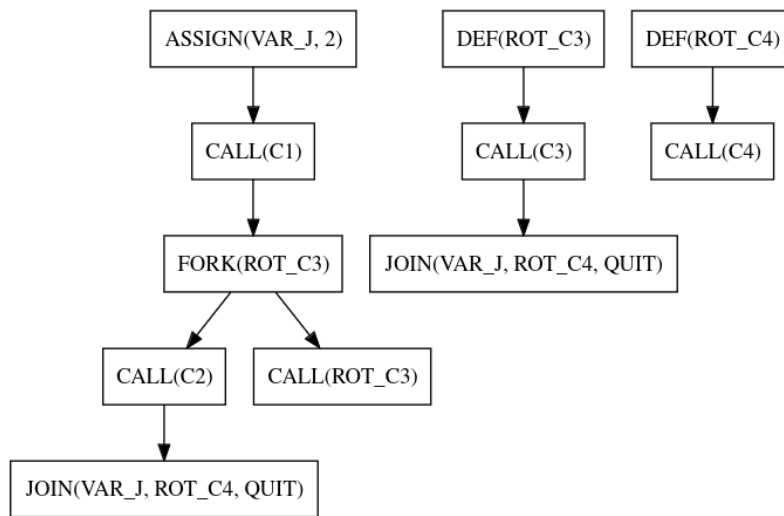 ASSIGN(VAR_J, 2)
DEF(ROT_C3)
DEF(ROT_C4)
CALL(C1)
CALL(C3)
CALL(C4)
FORK(ROT_C3)
JOIN(VAR_J, ROT_C4, QUIT)
CALL(C2)
CALL(ROT_C3)
JOIN(VAR_J, ROT_C4, QUIT)